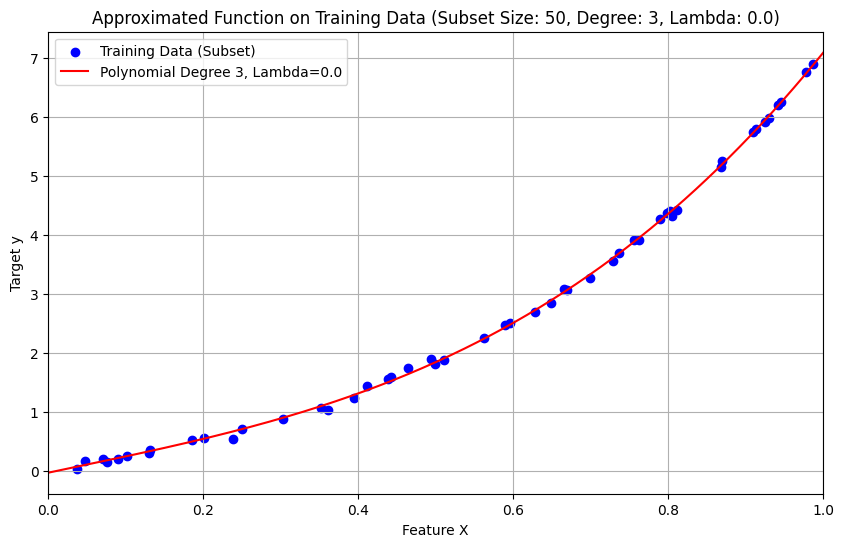 Approximated Function on Training Data (Subset Size: 50, Degree: 3, Lambda: 0.0)
Training Data (Subset)
Polynomial Degree 3, Lambda=0.0
Target y
7
6
5
4
3
2
1
0
0.0 0.2 0.4 0.6 0.8 1.0
Feature X